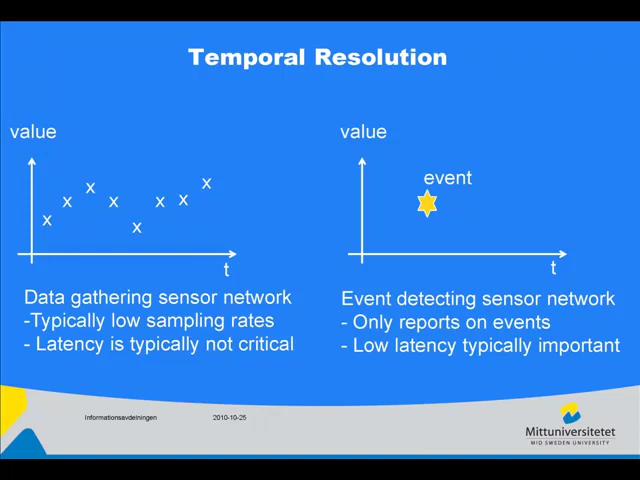 Temporal Resolution
value
x x x x x x x x
t
Data gathering sensor network
-Typically low sampling rates
- Latency is typically not critical
value
event
t
Event detecting sensor network
- Only reports on events
- Low latency typically important
Informationsavdelningen
2010-10-25
Mittuniversitetet
MID SWEDEN UNIVERSITY